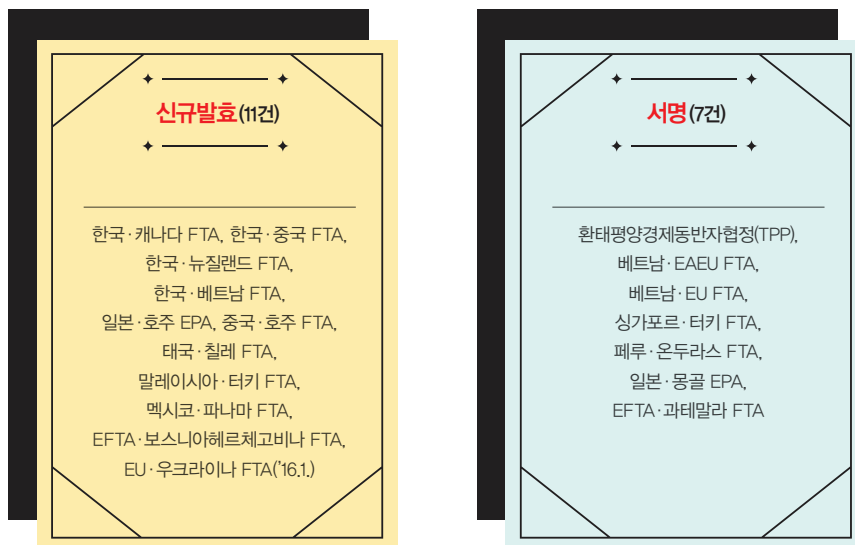 신규발효(11건)
한국·캐나다 FTA, 한국·중국 FTA,
한국·뉴질랜드 FTA,
한국·베트남 FTA,
일본·호주 EPA, 중국·호주 FTA,
태국·칠레 FTA,
말레이시아·터키 FTA,
멕시코·파나마 FTA,
EFTA·보스니아헤르체고비나 FTA,
EU·우크라이나 FTA('16.1.)
서명(7건)
환태평양경제동반자협정(TPP),
베트남·EAEU FTA,
베트남·EU FTA,
싱가포르·터키 FTA,
페루·온두라스 FTA,
일본·몽골 EPA,
EFTA·과테말라 FTA